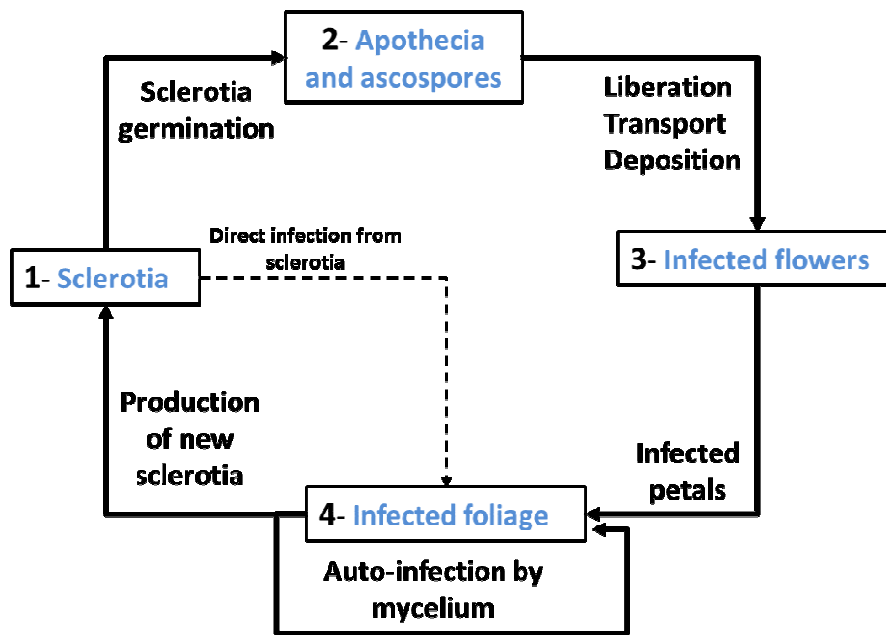 2- Apothecia
and ascospores
Sclerotia
germination
Liberation
Transport
Deposition
Direct infection from
sclerotia
1- Sclerotia
3- Infected flowers
Production
of new
sclerotia
Infected
petals
4- Infected foliage
Auto-infection by
mycelium